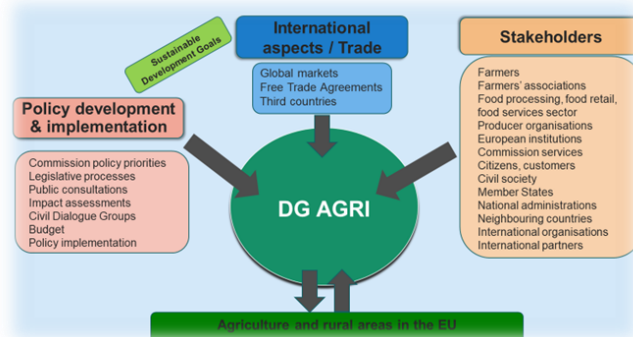 Sustainable
Development Goals
International
aspects / Trade
Global markets
Free Trade Agreements
Third countries
Stakeholders
Farmers
Farmers' associations
Food processing, food retail,
food services sector
Producer organisations
European institutions
Commission services
Citizens, customers
Civil society
Member States
National administrations
Neighbouring countries
International organisations
International partners
Policy development
& implementation
Commission policy priorities
Legislative processes
Public consultations
Impact assessments
Civil Dialogue Groups
Budget
Policy implementation
DG AGRI
Agriculture and rural areas in the EU